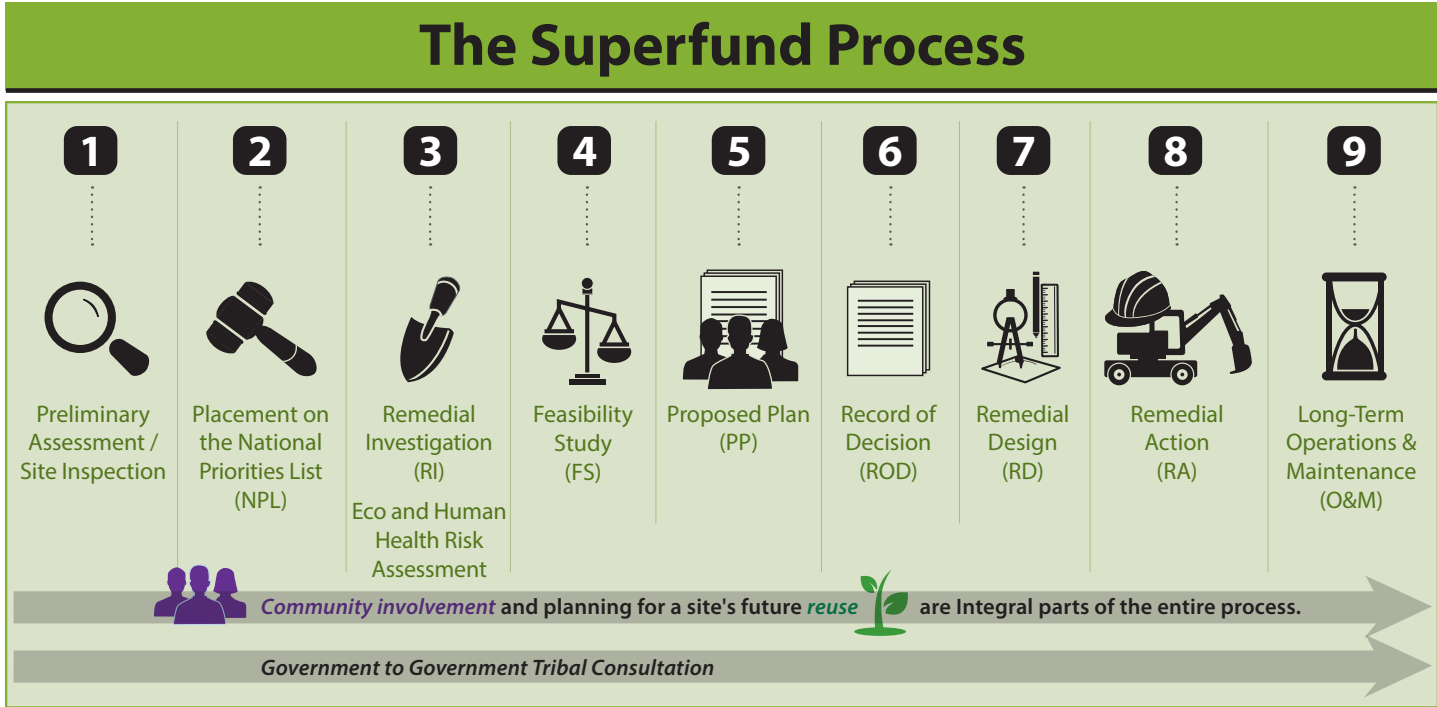 The Superfund Process
1
2
3
4
5
6
7
8
9
Preliminary
Assessment /
Site Inspection
Placement on
the National
Priorities List
(NPL)
Remedial
Investigation
(RI)
Eco and Human
Health Risk
Assessment
Feasibility
Study
(FS)
Proposed Plan
(PP)
Record of
Decision
(ROD)
Remedial
Design
(RD)
Remedial
Action
(RA)
Long-Term
Operations &
Maintenance
(O&M)
Community involvement and planning for a site's future reuse are Integral parts of the entire process.
Government to Government Tribal Consultation